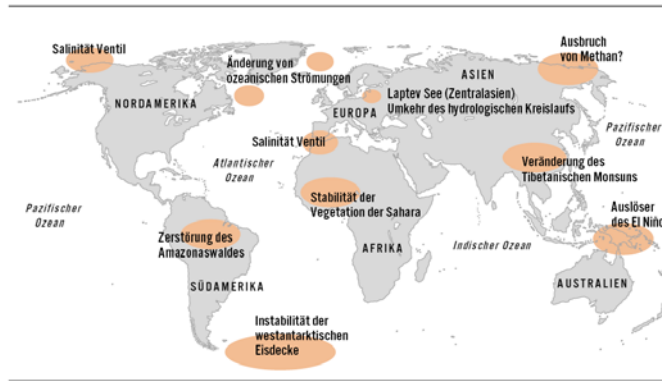 Salinität Ventil
Änderung von
ozeanischen Strömungen
Ausbruch
von Methan?
ASIEN
NORDAMERIKA
EUROPA
Laptev See (Zentralasien)
Umkehr des hydrologischen Kreislaufs
Pazifischer
Ozean
Salinität Ventil
Atlantischer
Ozean
Veränderung des
Tibetanischen Monsuns
Stabilität der
Vegetation der Sahara
Pazifischer
Ozean
Auslöser
des El Niño
Zerstörung des
Amazonaswaldes
AFRIKA
Indischer Ozean
SÜDAMERIKA
AUSTRALIEN
Instabilität der
westantarktischen
Eisdecke